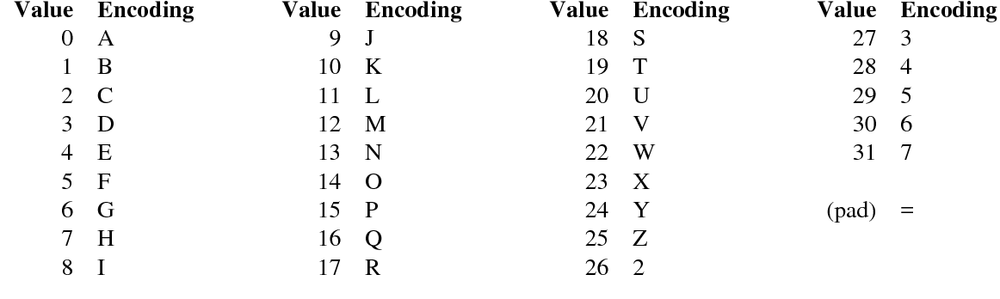 Value Encoding Value Encoding Value Encoding Value Encoding
0 A 9 J 18 S 27 3
1 B 10 K 19 T 28 4
2 C 11 L 20 U 29 5
3 D 12 M 21 V 30 6
4 E 13 N 22 W 31 7
5 F 14 O 23 X
6 G 15 P 24 Y (pad) =
7 H 16 Q 25 Z
8 I 17 R 26 2